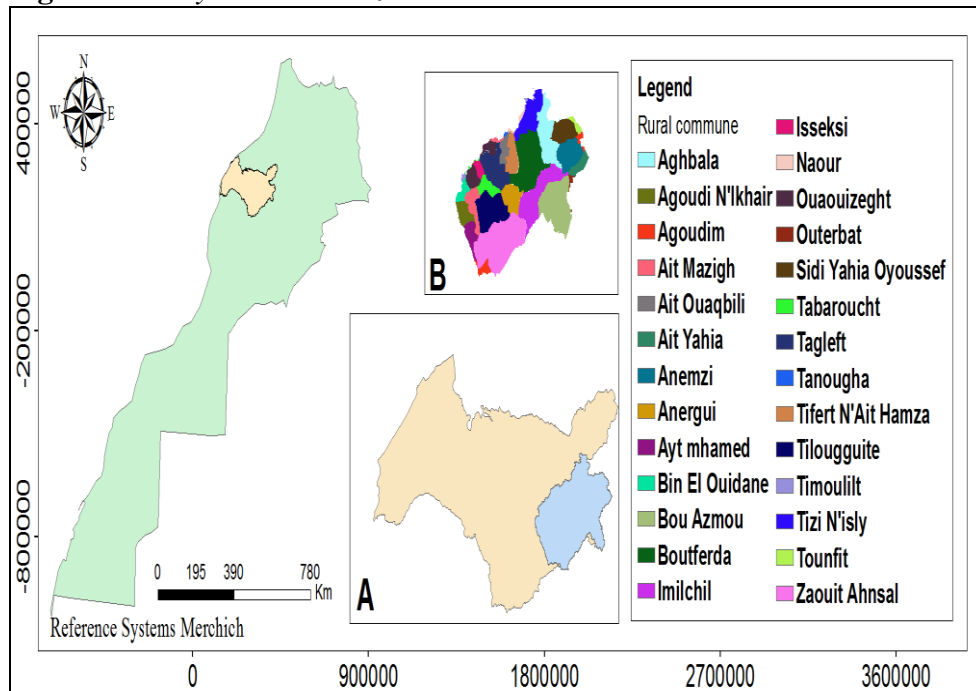 N
W E
S
400000
-200000
-800000
0 195 390 780
Km
Reference Systems Merchich
B
A
Legend
Rural commune
Aghbala
Agoudi N'Ikhair
Agoudim
Ait Mazigh
Ait Ouaqbili
Ait Yahia
Anemzi
Anergui
Ayt mhamed
Bin El Ouidane
Bou Azmou
Boutferda
Imilchil
Isseksi
Naour
Ouaouizeght
Outerbat
Sidi Yahia Oyoussef
Tabaroucht
Tagleft
Tanougha
Tifert N'Ait Hamza
Tilougguite
Timoulilt
Tizi N'isly
Tounfit
Zaouit Ahnsal
0 900000 1800000 2700000 3600000